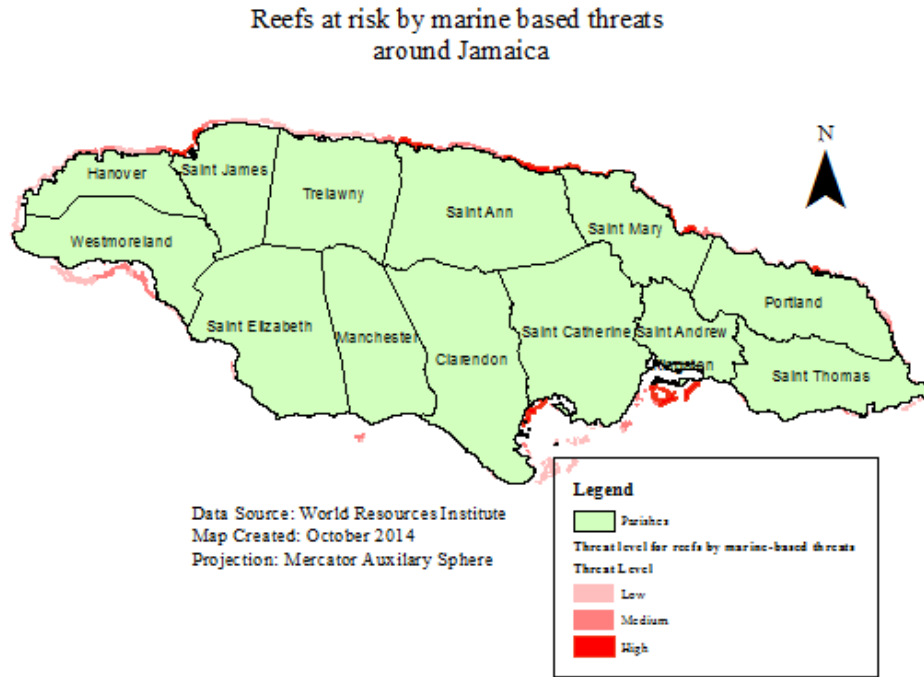 Reefs at risk by marine based threats
around Jamaica
N
Hanover
Saint James
Trelawny
Saint Ann
Saint Mary
Westmoreland
Portland
Saint Elizabeth
Manchester
Clarendon
Saint Catherine
Saint Andrew
Kingston
Saint Thomas
Data Source: World Resources Institute
Map Created: October 2014
Projection: Mercator Auxilary Sphere
Legend
Parishes
Threat level for reefs by marine-based threats
Threat Level
Low
Medium
High